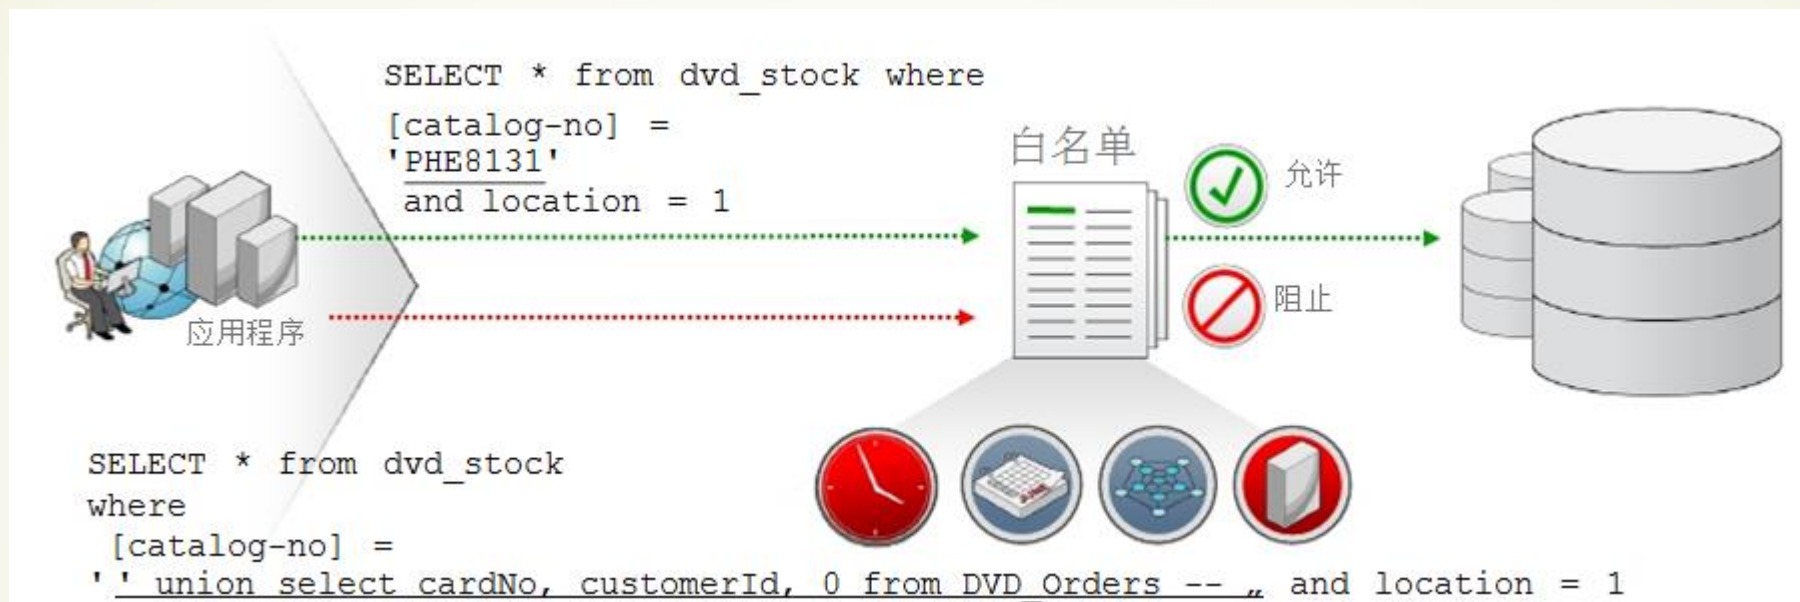 SELECT * from dvd_stock where
[catalog-no] =
'PHE8131'
and location = 1
白名单
允许
阻止
应用程序
SELECT * from dvd_stock
where
[catalog-no] =
'' union select cardNo, customerId, 0 from DVD_Orders -- „ and location = 1